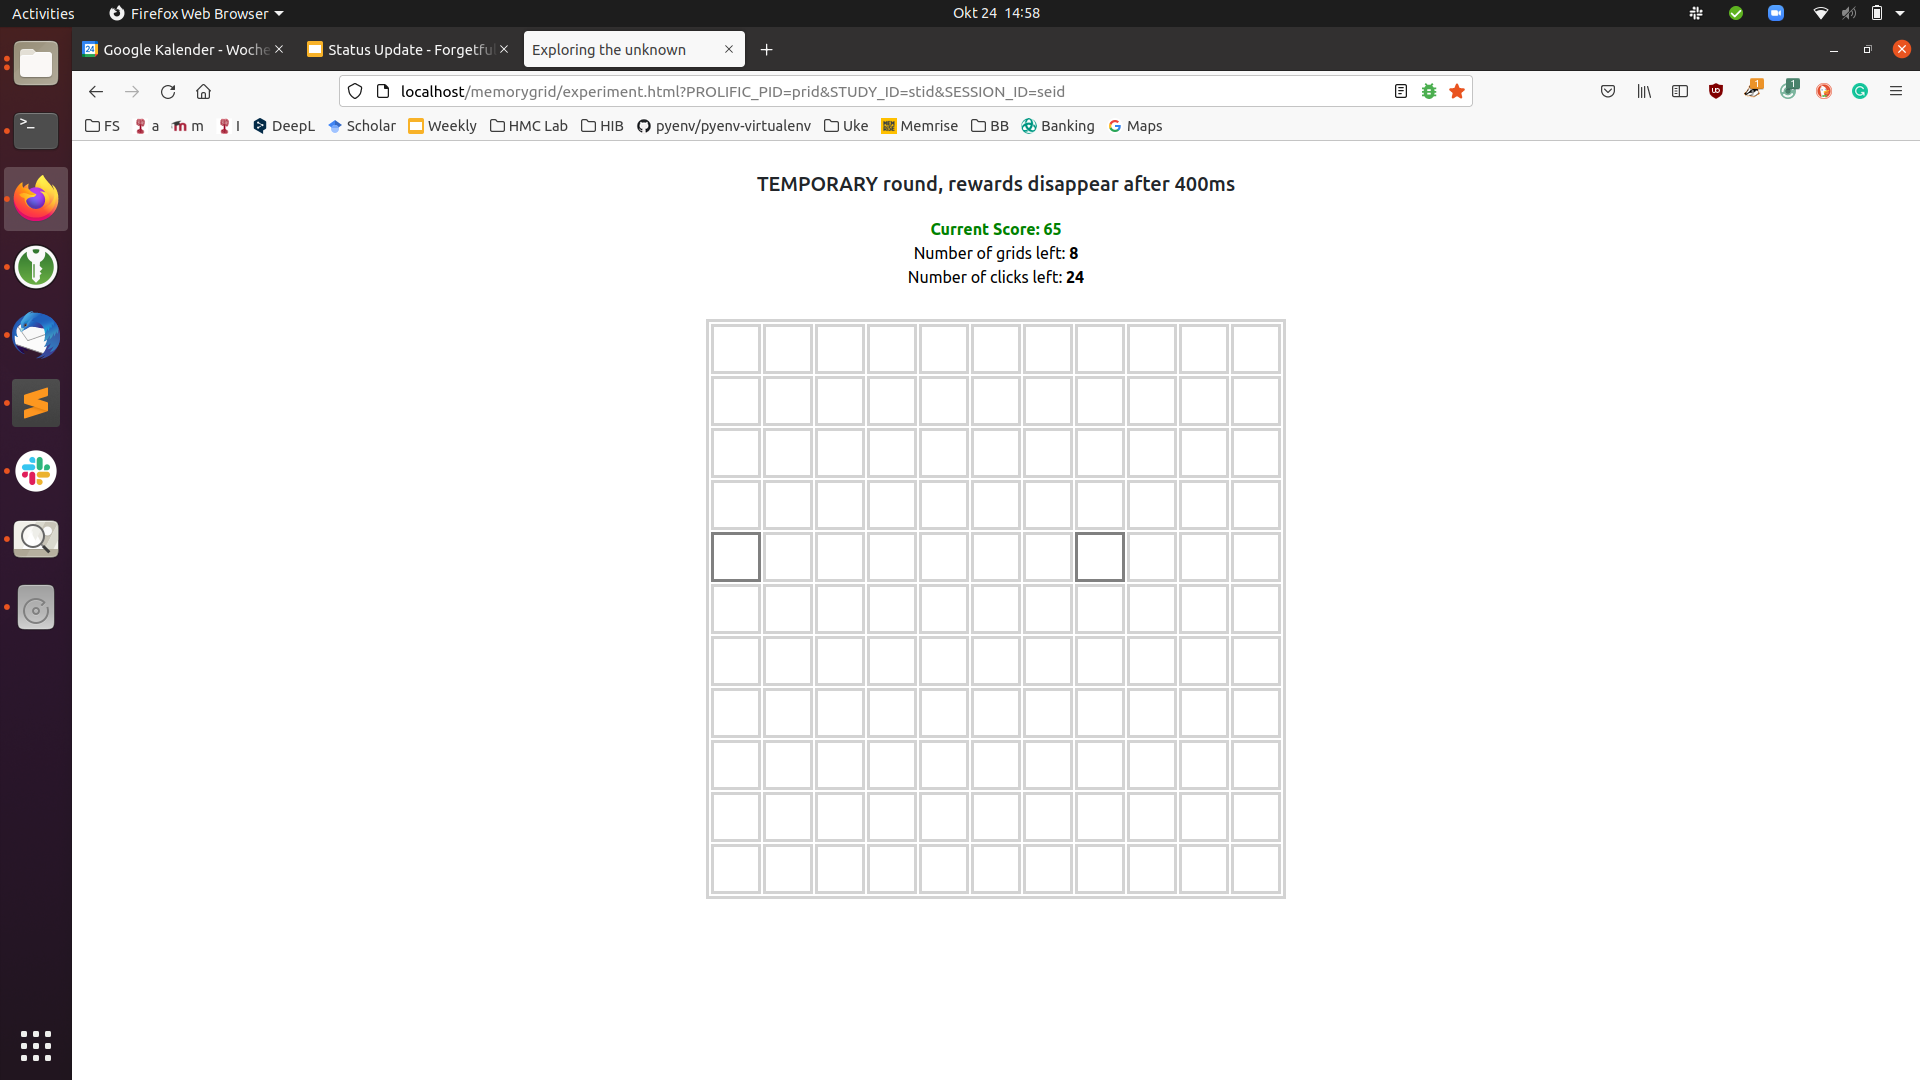 Activities
Firefox Web Browser
Okt 24 14:58
24 Google Kalender - Woche
Status Update - Forgetful
Exploring the unknown
localhost/memorygrid/experiment.html?PROLIFIC_PID=prid&STUDY_ID=stid&SESSION_ID=seid
1
1
FS
a
m
I
DeepL
Scholar
Weekly
HMC Lab
HIB
pyenv/pyenv-virtualenv
Uke
Memrise
BB
Banking
Maps
TEMPORARY round, rewards disappear after 400ms
Current Score: 65
Number of grids left: 8
Number of clicks left: 24